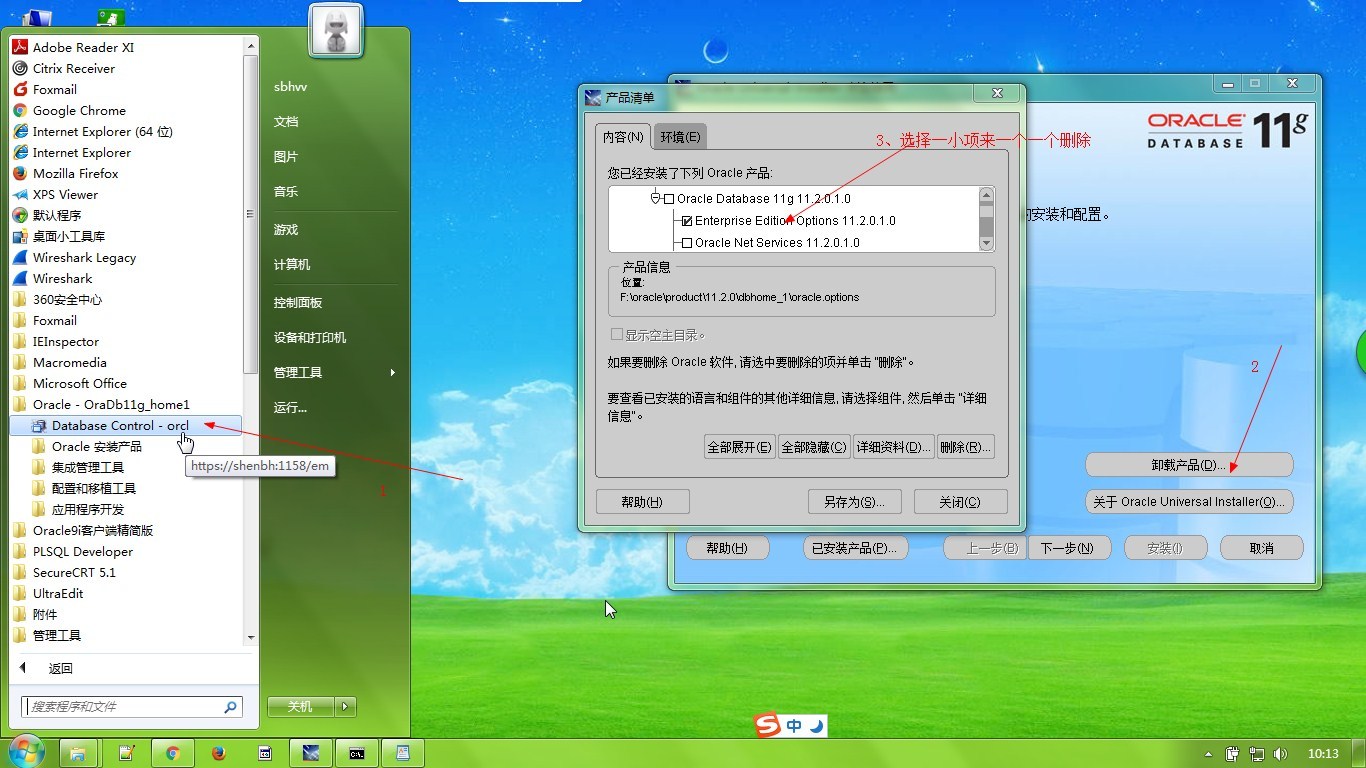 Adobe Reader XI
Citrix Receiver
Foxmail
Google Chrome
Internet Explorer (64 位)
Internet Explorer
Mozilla Firefox
XPS Viewer
默认程序
桌面小工具库
Wireshark Legacy
Wireshark
360安全中心
Foxmail
IEInspector
Macromedia
Microsoft Office
Oracle - OraDb11g_home1
Database Control - orcl
Oracle 安装产品
集成管理工具
配置和移植工具
应用程序开发
Oracle9i客户端精简版
PLSQL Developer
SecureCRT 5.1
UltraEdit
附件
管理工具
返回
搜索程序和文件
https://shenbh:1158/em
1
sbhvv
文档
图片
音乐
游戏
计算机
控制面板
设备和打印机
管理工具
运行...
关机
产品清单
内容(N)
环境(E)
3、选择一小项来一个一个删除
您已经安装了下列 Oracle 产品:
Oracle Database 11g 11.2.0.1.0
Enterprise Edition Options 11.2.0.1.0
Oracle Net Services 11.2.0.1.0
产品信息
位置:
F:\oracle\product\11.2.0\dbhome_1\oracle.options
显示空主目录。
如果要删除 Oracle 软件,请选中要删除的项并单击 "删除"。
要查看已安装的语言和组件的其他详细信息, 请选择组件, 然后单击 "详细
信息"。
全部展开(E)
全部隐藏(C)
详细资料(D)...
删除(R)...
帮助(H)
另存为(S)...
关闭(C)
ORACLE
DATABASE
11g
的安装和配置。
2
卸载产品(D)...
关于 Oracle Universal Installer(O)...
帮助(H)
已安装产品(P)...
上一步(B)
下一步(N)
安装(I)
取消
S 中
C:\.
10:13